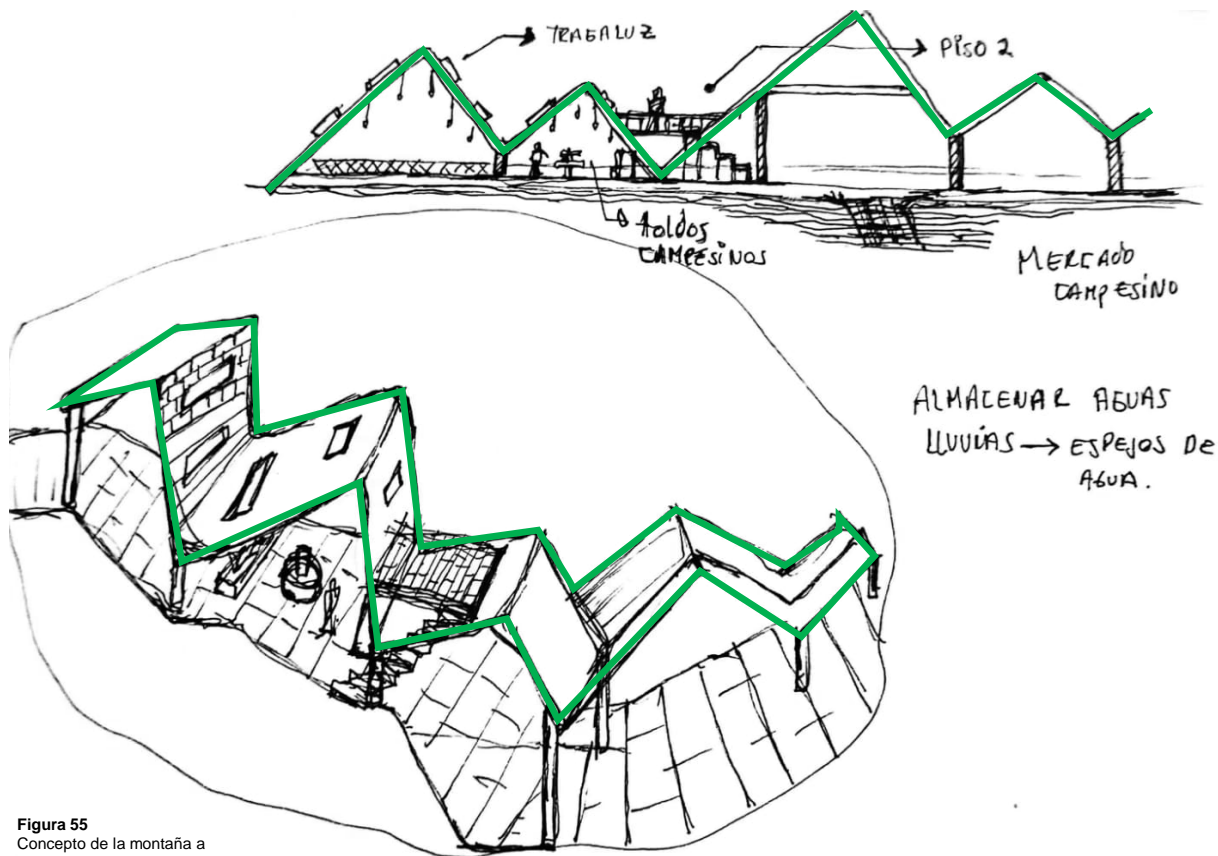 TRAGALUZ
PISO 2
toldos
CAMPESINOS
MERCADO
CAMPESINO
ALMACENAR AGUAS
LLUVIAS → ESPEJOS DE
AGUA.
Figura 55
Concepto de la montaña a